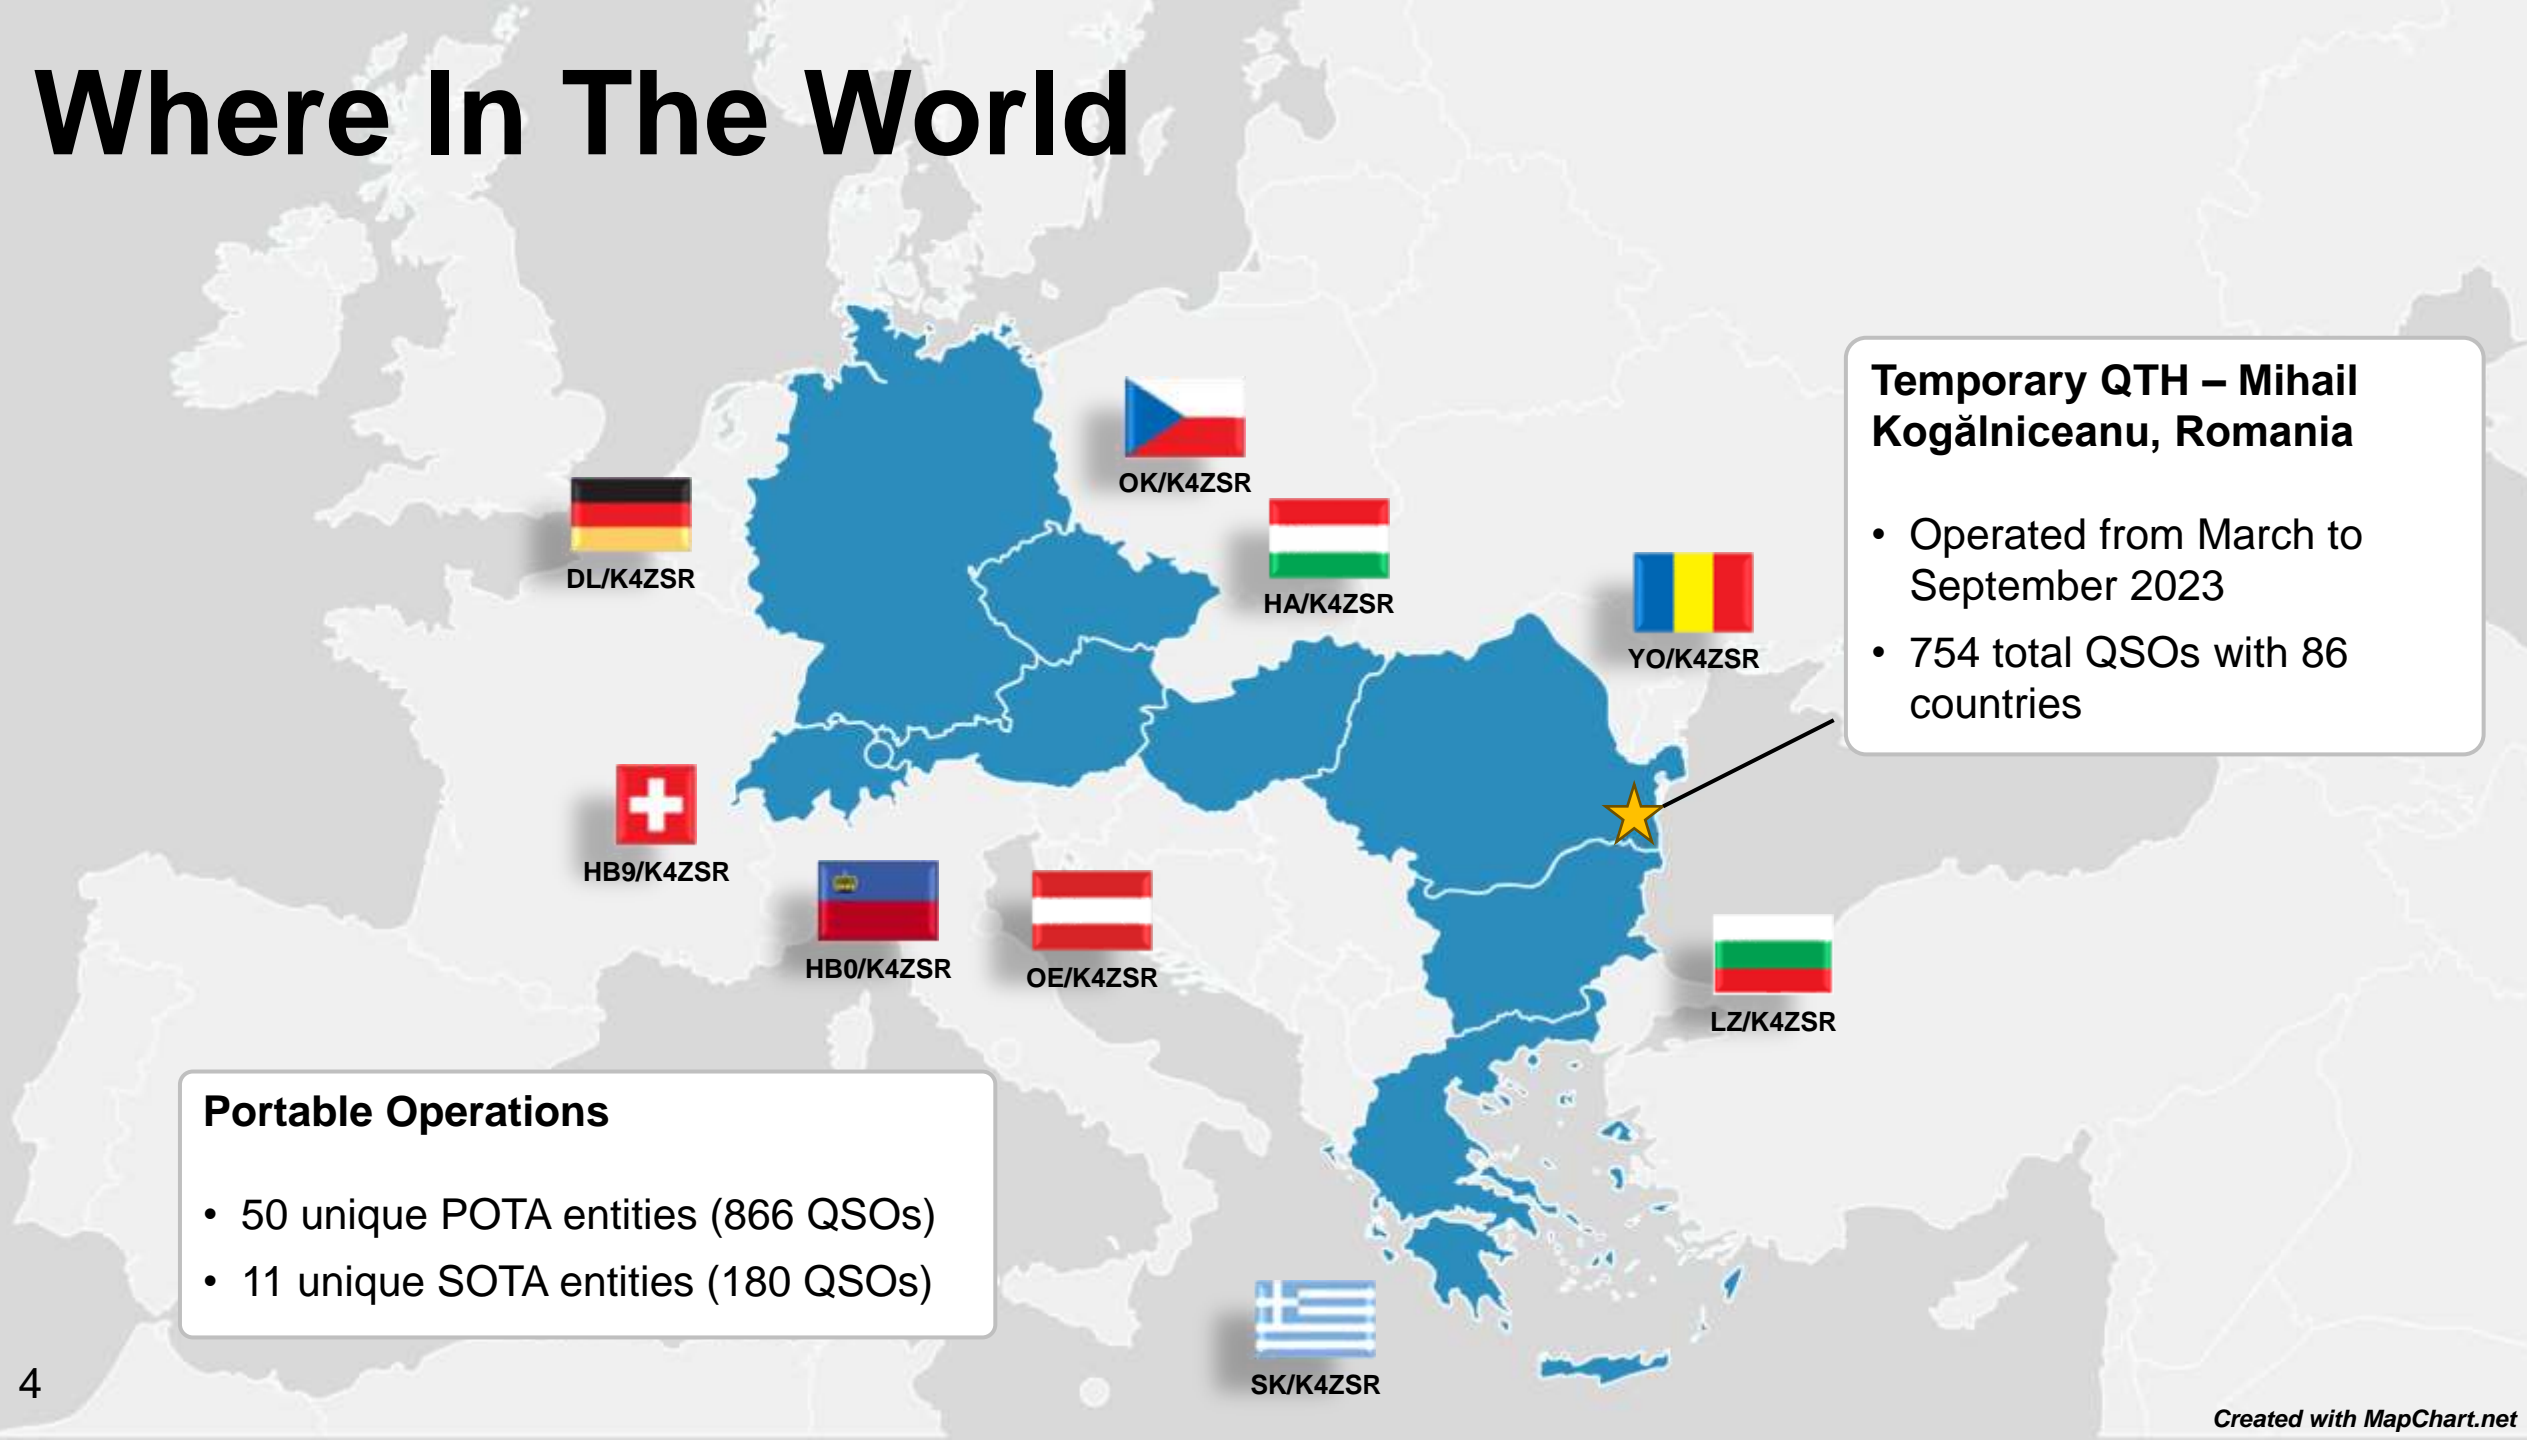 Where In The World
Temporary QTH – Mihail
Kogălniceanu, Romania
• Operated from March to
September 2023
• 754 total QSOs with 86
countries
OK/K4ZSR
DL/K4ZSR
HA/K4ZSR
YO/K4ZSR
HB9/K4ZSR
HB0/K4ZSR
OE/K4ZSR
LZ/K4ZSR
Portable Operations
• 50 unique POTA entities (866 QSOs)
• 11 unique SOTA entities (180 QSOs)
SK/K4ZSR
4
Created with MapChart.net